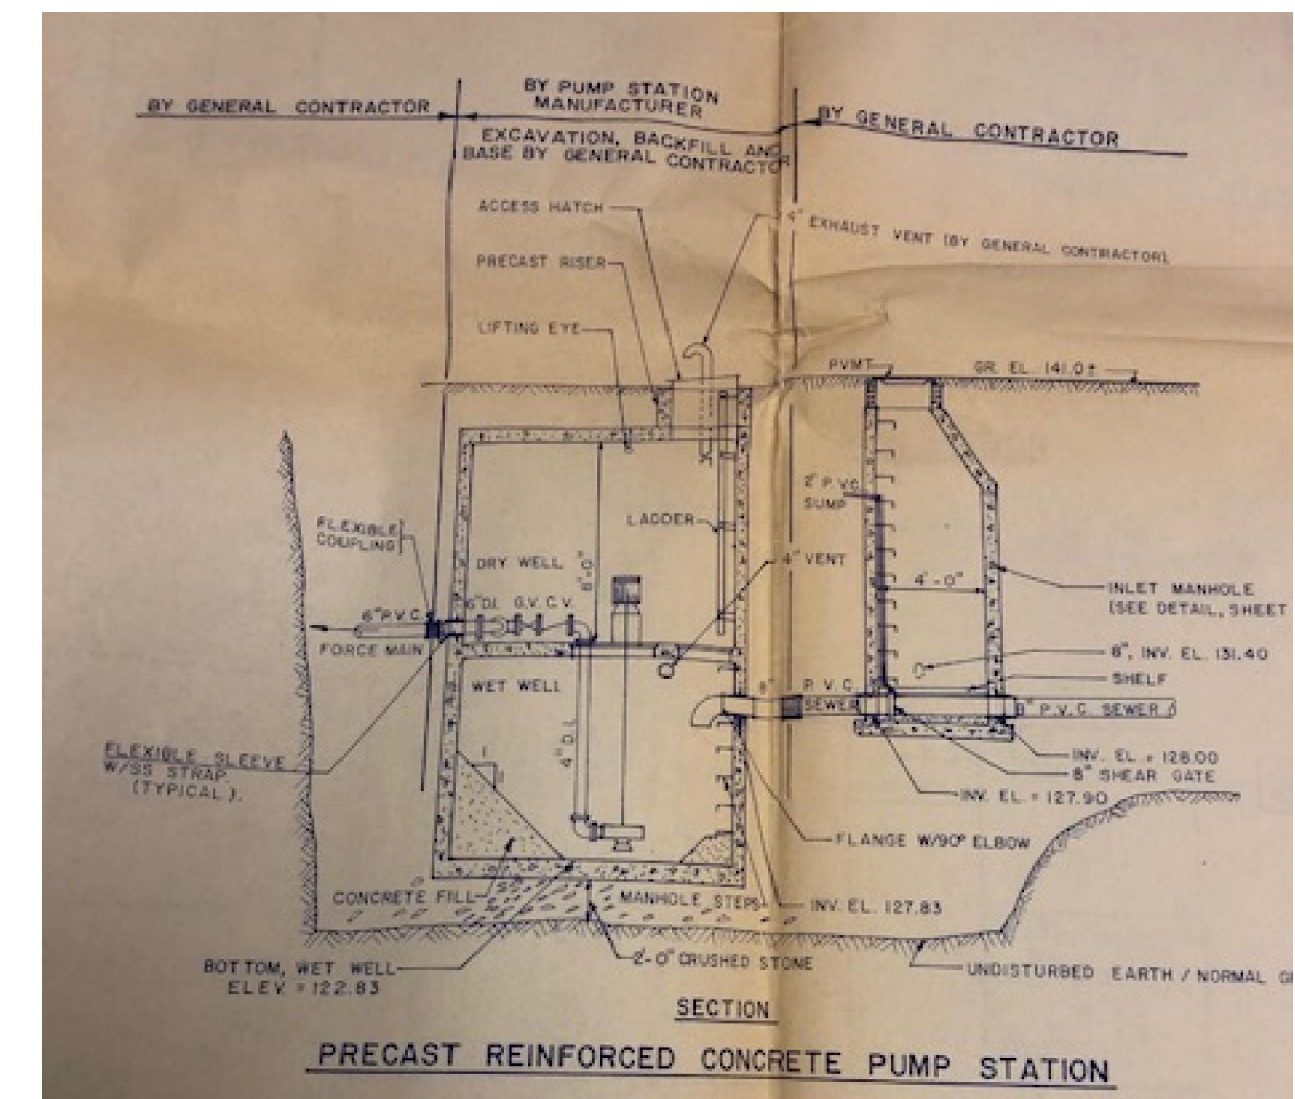 BY GENERAL CONTRACTOR
BY PUMP STATION
MANUFACTURER
BY GENERAL CONTRACTOR
EXCAVATION, BACKFILL AND
BASE BY GENERAL CONTRACTOR
ACCESS HATCH
4" EXHAUST VENT (BY GENERAL CONTRACTOR).
PRECAST RISER
LIFTING EYE
PVMT
GR. EL. 141.0±
2" P.V.C.
SUMP
FLEXIBLE
COUPLING
LADDER
DRY WELL
8'-0"
4" VENT
4'-0"
INLET MANHOLE
(SEE DETAIL, SHEET
6" P.V.C.
6" D.I.
G.V.
C.V.
FORCE MAIN
8", INV. EL. 131.40
SHELF
WET WELL
8"
P.V.C.
SEWER
8" P.V.C. SEWER
4" D.I.
FLEXIBLE SLEEVE
W/SS STRAP
(TYPICAL).
1
1
INV. EL. = 128.00
8" SHEAR GATE
INV. EL. = 127.90
FLANGE W/90° ELBOW
CONCRETE FILL
MANHOLE STEPS
INV. EL. 127.83
BOTTOM, WET WELL
ELEV. = 122.83
2'-0" CRUSHED STONE
UNDISTURBED EARTH / NORMAL
SECTION
PRECAST REINFORCED CONCRETE PUMP STATION